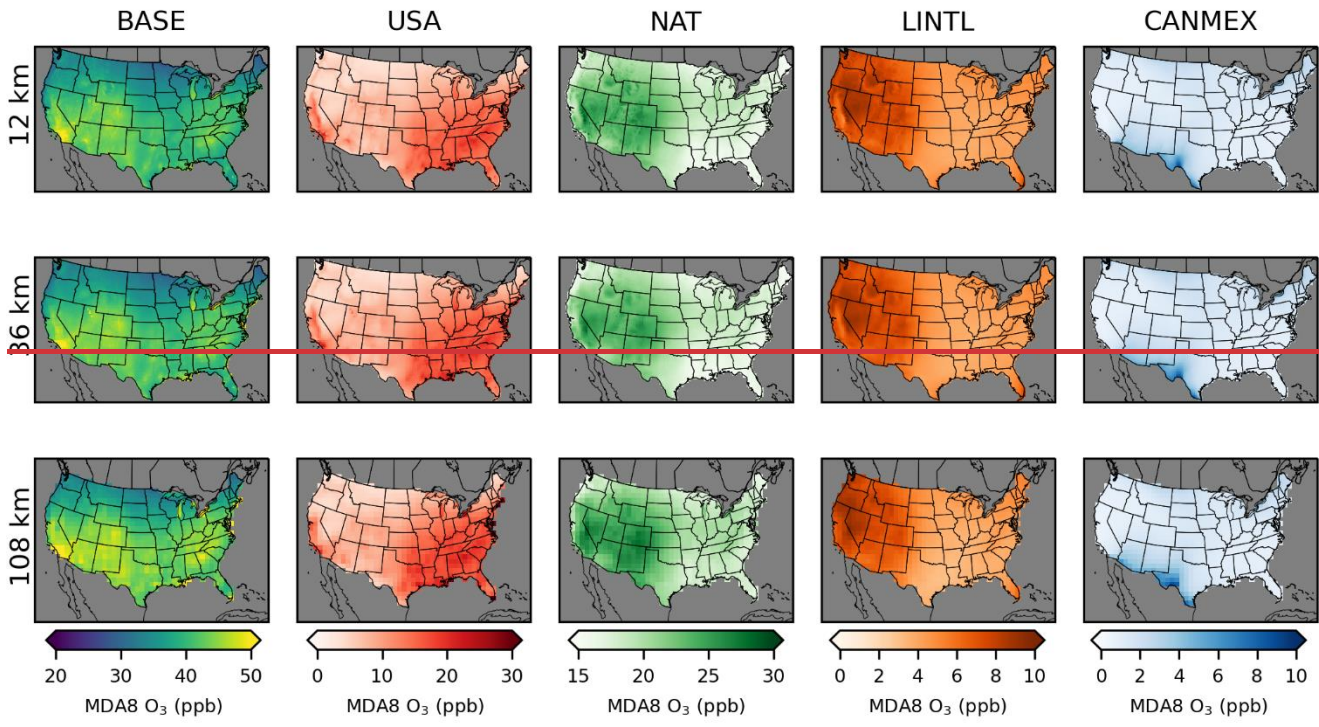 BASE USA NAT LINTL CANMEX
12 km
36 km
108 km
20 30 40 50 0 10 20 30 15 20 25 30 0 2 4 6 8 10 0 2 4 6 8 10
MDA8 O₃ (ppb) MDA8 O₃ (ppb) MDA8 O₃ (ppb) MDA8 O₃ (ppb) MDA8 O₃ (ppb)